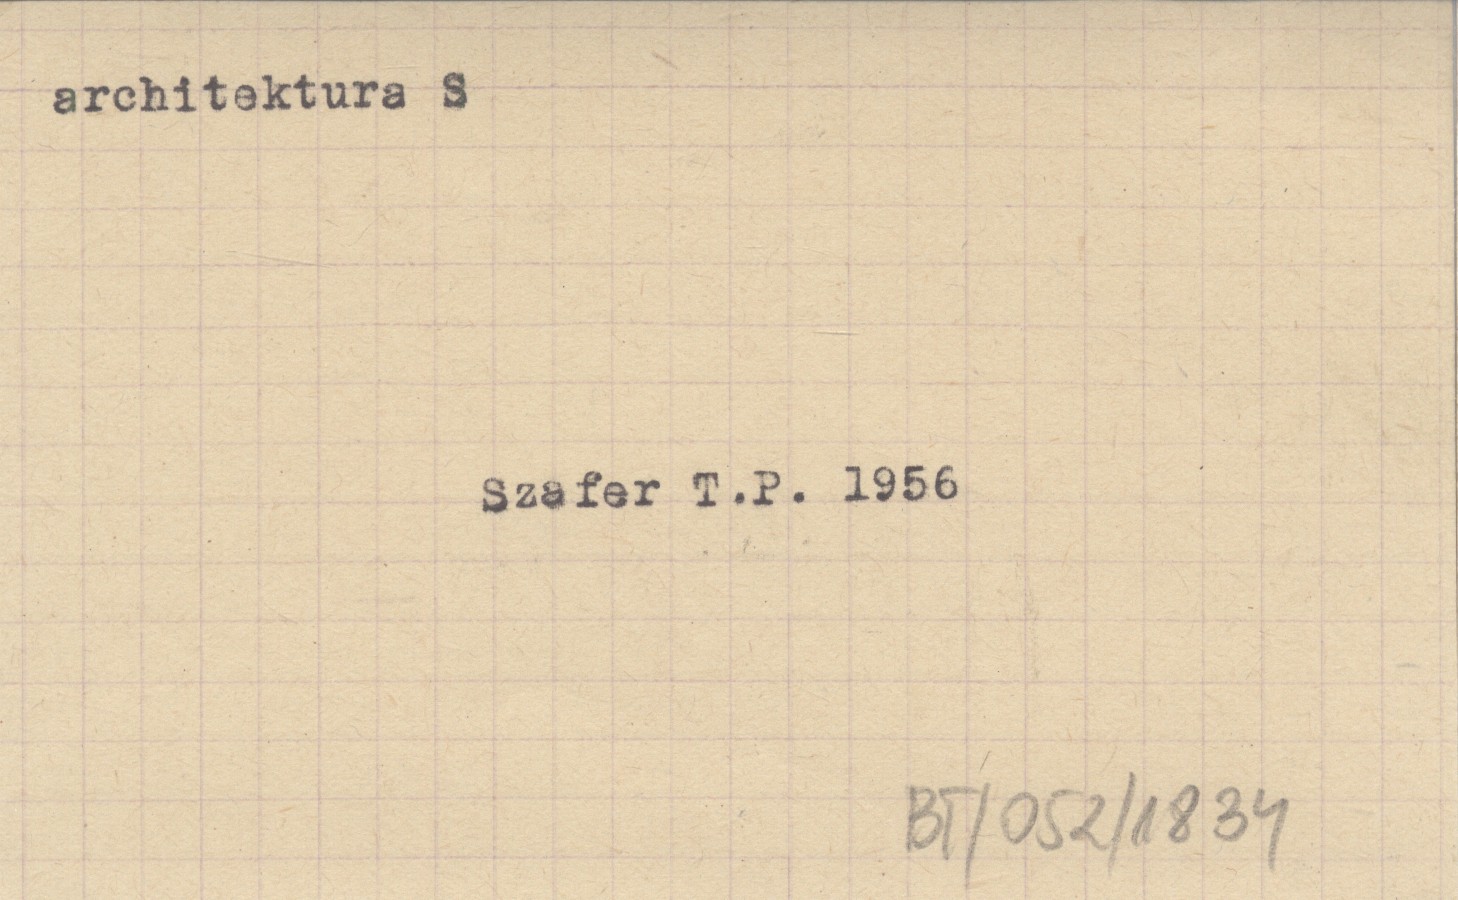 architektura S
Szafer T.P. 1956
BT/052/1834